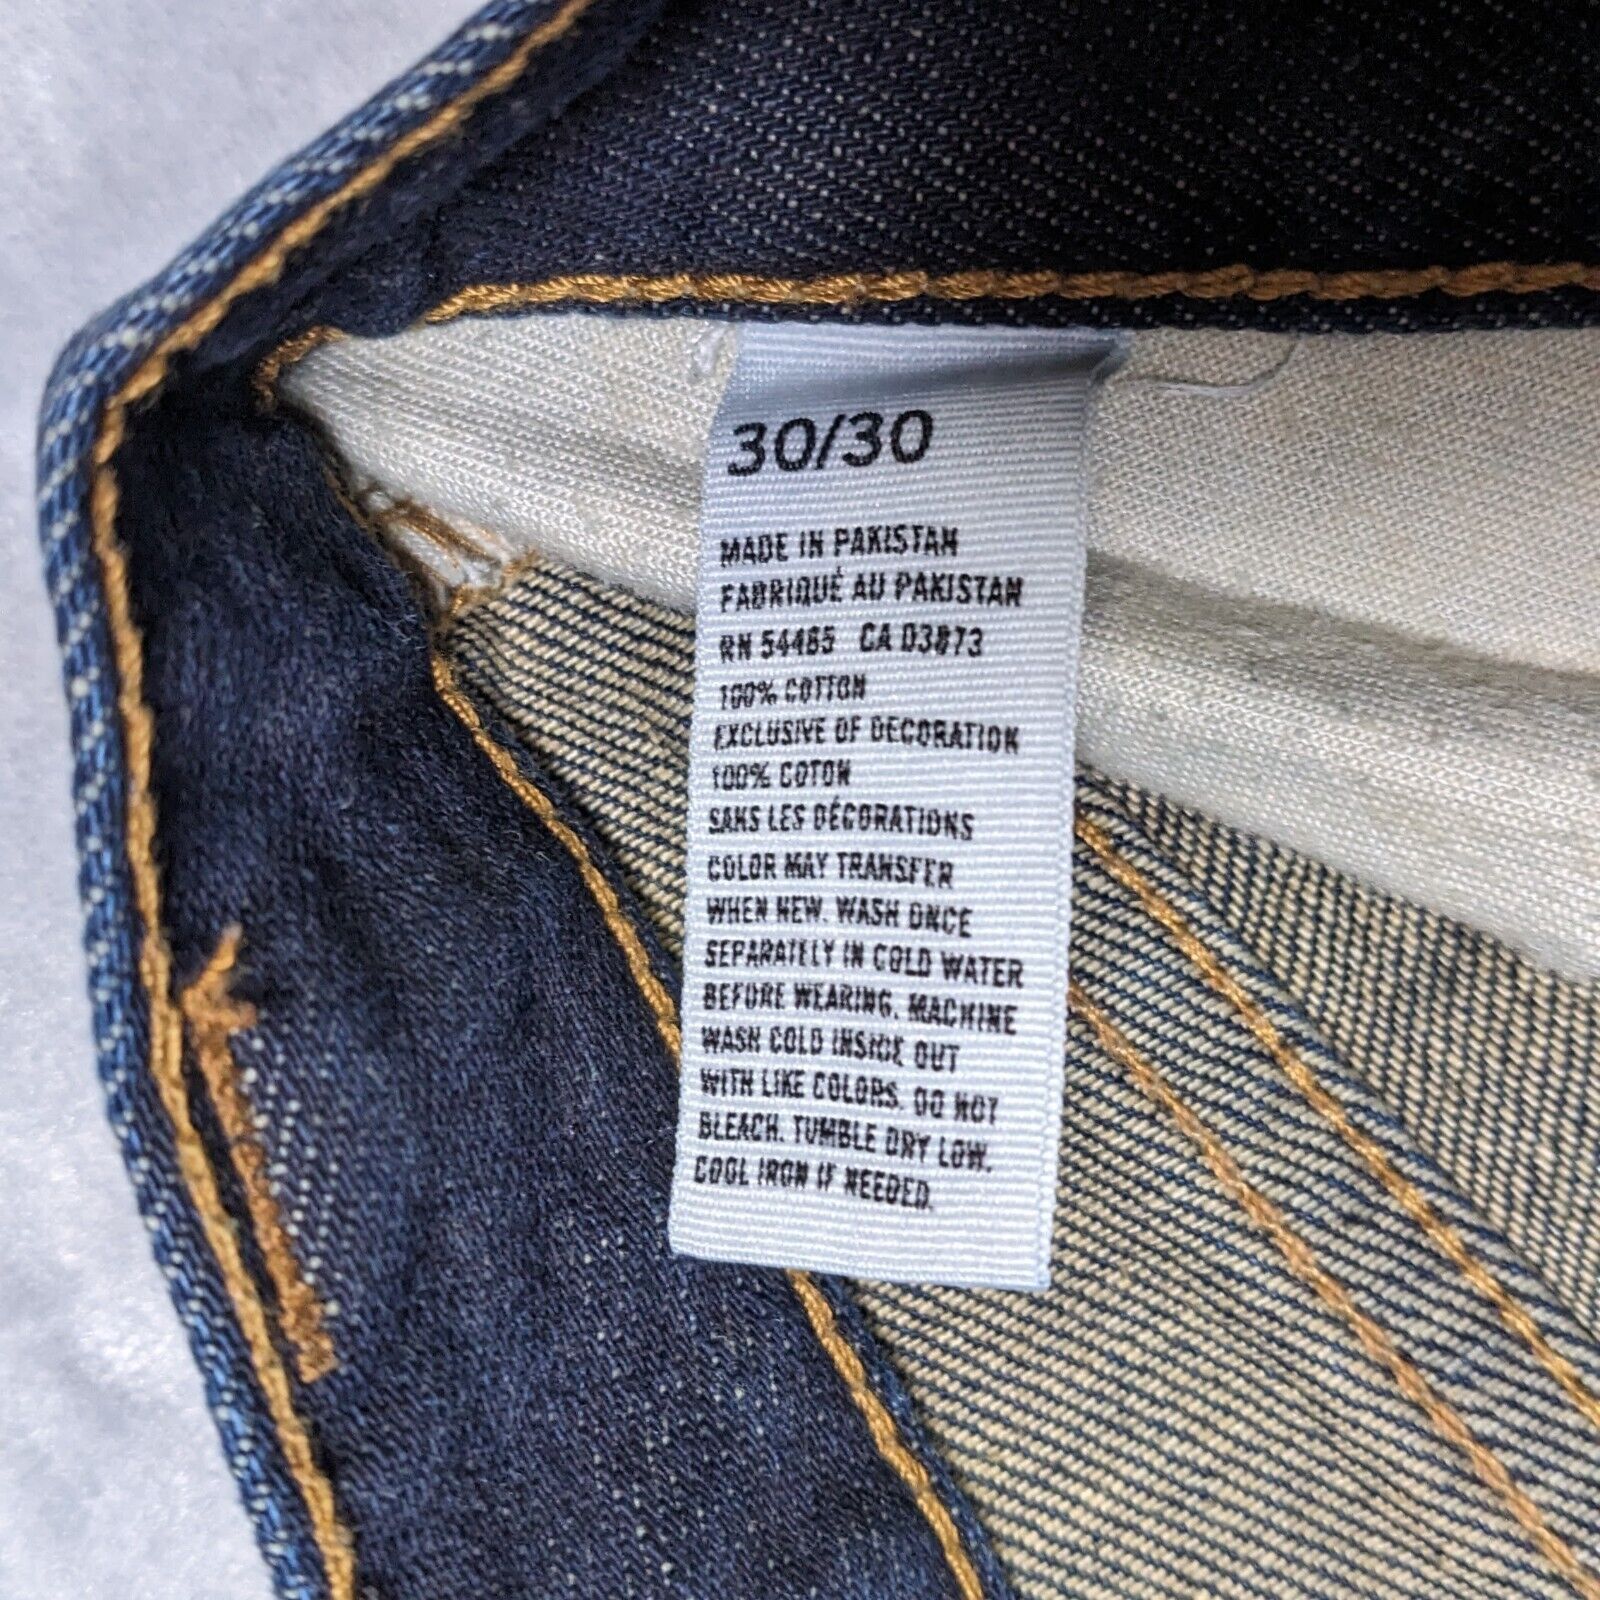 30/30
MADE IN PAKISTAN
FABRIQUÉ AU PAKISTAN
RN 54485 CA 03873
100% COTTON
EXCLUSIVE OF DECORATION
100% COTON
SANS LES DÉCORATIONS
COLOR MAY TRANSFER
WHEN NEW. WASH ONCE
SEPARATELY IN COLD WATER
BEFORE WEARING. MACHINE
WASH COLD INSIDE OUT
WITH LIKE COLORS. DO NOT
BLEACH. TUMBLE DRY LOW.
COOL IRON IF NEEDED.